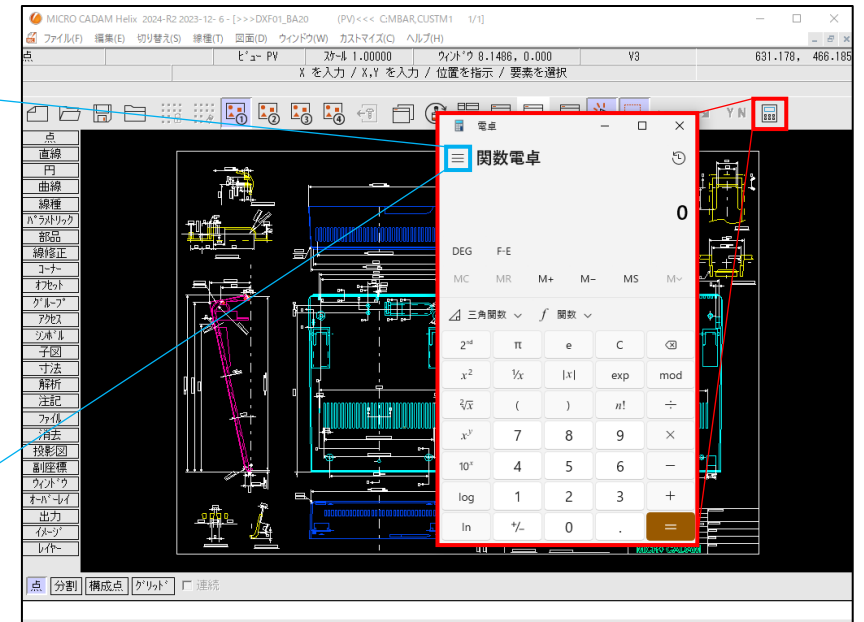 MICRO CADAM Helix 2024-R2 2023-12- 6 - [>>>DXF01_BA20 (PV)<<< C:MBAR,CUSTM1 1/1]
ファイル(F) 編集(E) 切り替え(S) 線種(T) 図面(D) ウィンドウ(W) カスタマイズ(C) ヘルプ(H)
点 ビュー PV スケール 1.00000 ウィンドウ 8.1486, 0.000 V3 631.178, 466.185
X を入力 / X,Y を入力 / 位置を指示 / 要素を選択
Y N
点
直線
円
曲線
線種
パラメトリック
部品
線修正
コーナー
オフセット
グループ
アクセス
シンボル
子図
寸法
解析
注記
ファイル
消去
投影図
副座標
ウィンドウ
オーバーレイ
出力
イメージ
レイヤー
電卓
関数電卓
0
DEG F-E
MC MR M+ M− MS M
三角関数 f 関数
2ⁿᵈ π e C
x² ¹/x |x| exp mod
²√x ( ) n! ÷
xʸ 7 8 9 ×
10ˣ 4 5 6 −
log 1 2 3 +
ln +/− 0 . =
MICRO CADAM
点 分割 構成点 グリッド 連続